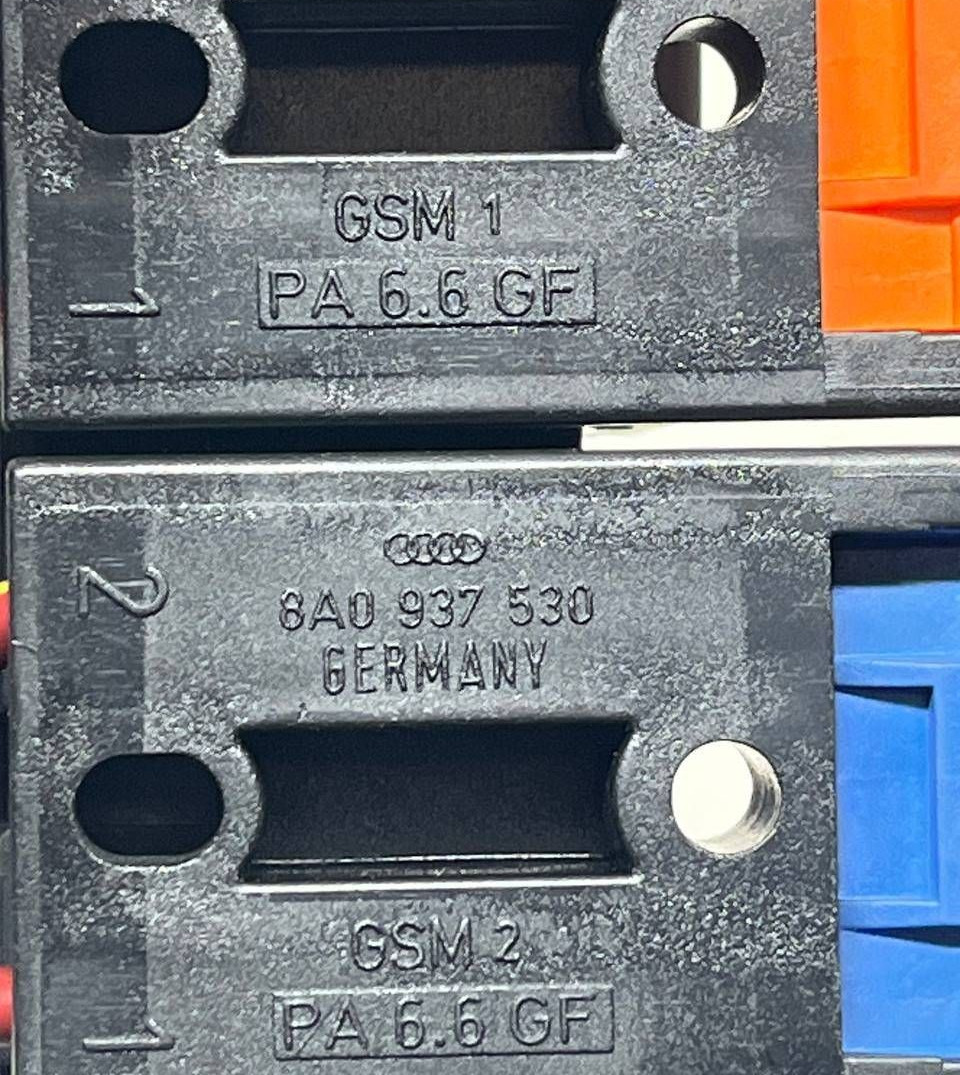 GSM 1
PA 6.6 GF
1
2
8A0 937 530
GERMANY
GSM 2
PA 6.6 GF
1